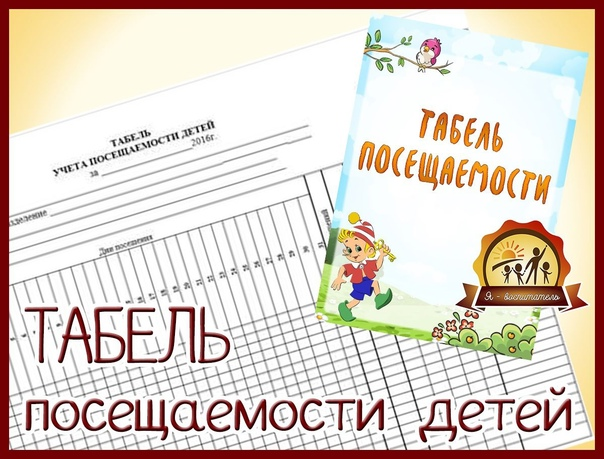 ТАБЕЛЬ
УЧЕТА ПОСЕЩАЕМОСТИ ДЕТЕЙ
за 2016г.
Дни посещения
ТАБЕЛЬ
ПОСЕЩАЕМОСТИ
Я - воспитатель
ТАБЕЛЬ
посещаемости детей